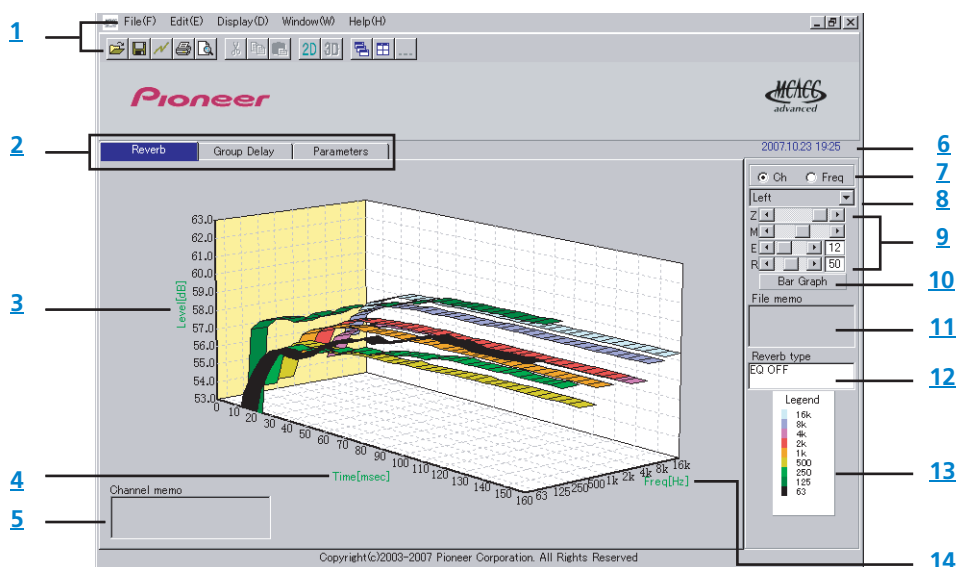 File(F) Edit(E) Display(D) Window(W) Help(H)
1
2D 3D
Pioneer
MCACC
advanced
2
Reverb Group Delay Parameters
2007.10.23 19:25
6
Ch Freq
7
Left
8
Z
M
E 12
R 50
9
Bar Graph
10
File memo
11
Reverb type
EQ OFF
12
Legend
16k
8k
4k
2k
1k
500
250
125
63
13
3
Level[dB]
63.0
62.0
61.0
60.0
59.0
58.0
57.0
56.0
55.0
54.0
53.0
0 10 20 30 40 50 60 70 80 90 100 110 120 130 140 150 160
63 125 250 500 1k 2k 4k 8k 16k
4
Time[msec]
Freq[Hz]
Channel memo
5
14
Copyright(c)2003-2007 Pioneer Corporation. All Rights Reserved